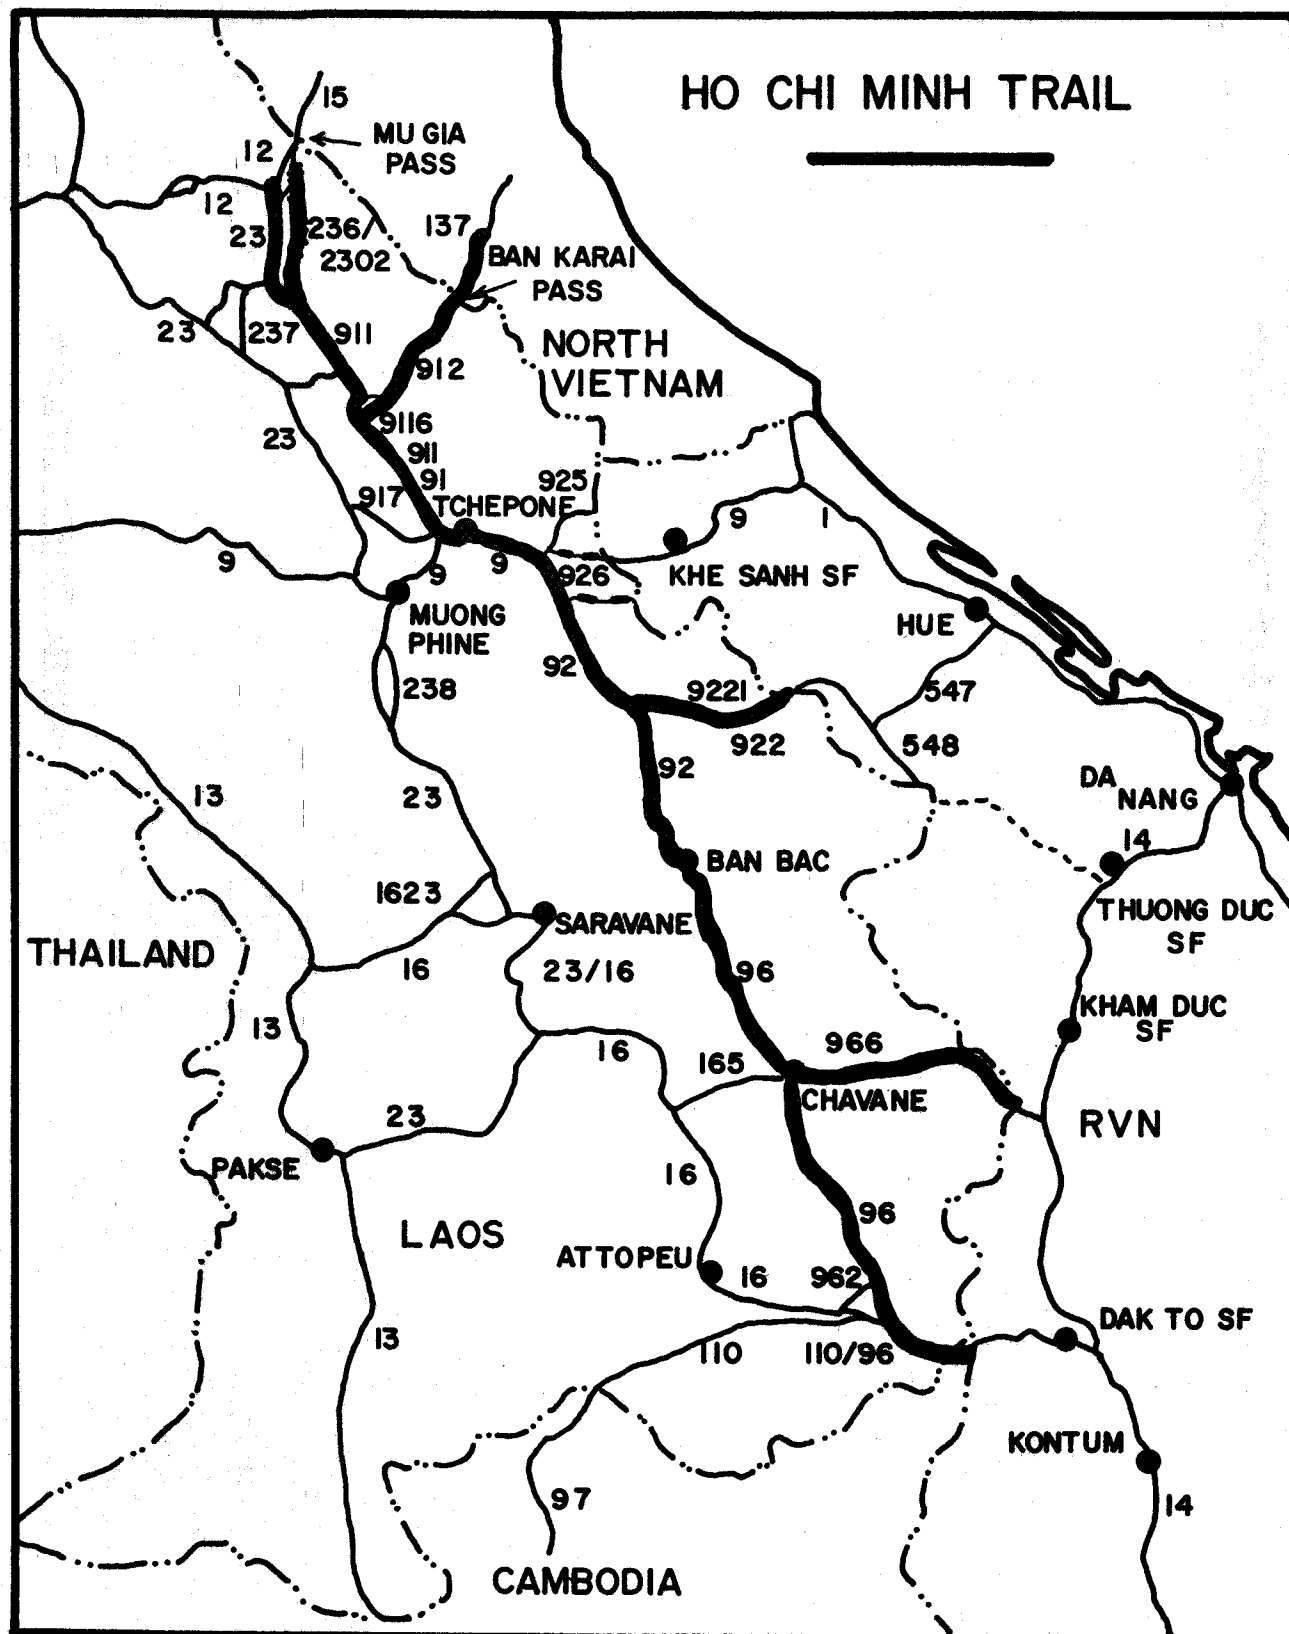 HO CHI MINH TRAIL
15
MU GIA
PASS
12
12
23
236/
2302
137
BAN KARAI
PASS
23
237
911
912
NORTH
VIETNAM
23
9116
911
91
917
TCHEPONE
925
9
1
9
9
9
926
KHE SANH SF
MUONG
PHINE
HUE
238
92
9221
922
547
548
92
13
23
DA
NANG
14
BAN BAC
1623
SARAVANE
THUONG DUC
SF
THAILAND
16
23/16
96
13
KHAM DUC
SF
16
165
966
CHAVANE
23
RVN
PAKSE
16
96
LAOS
ATTOPEU
16
962
13
110
110/96
DAK TO SF
KONTUM
97
14
CAMBODIA